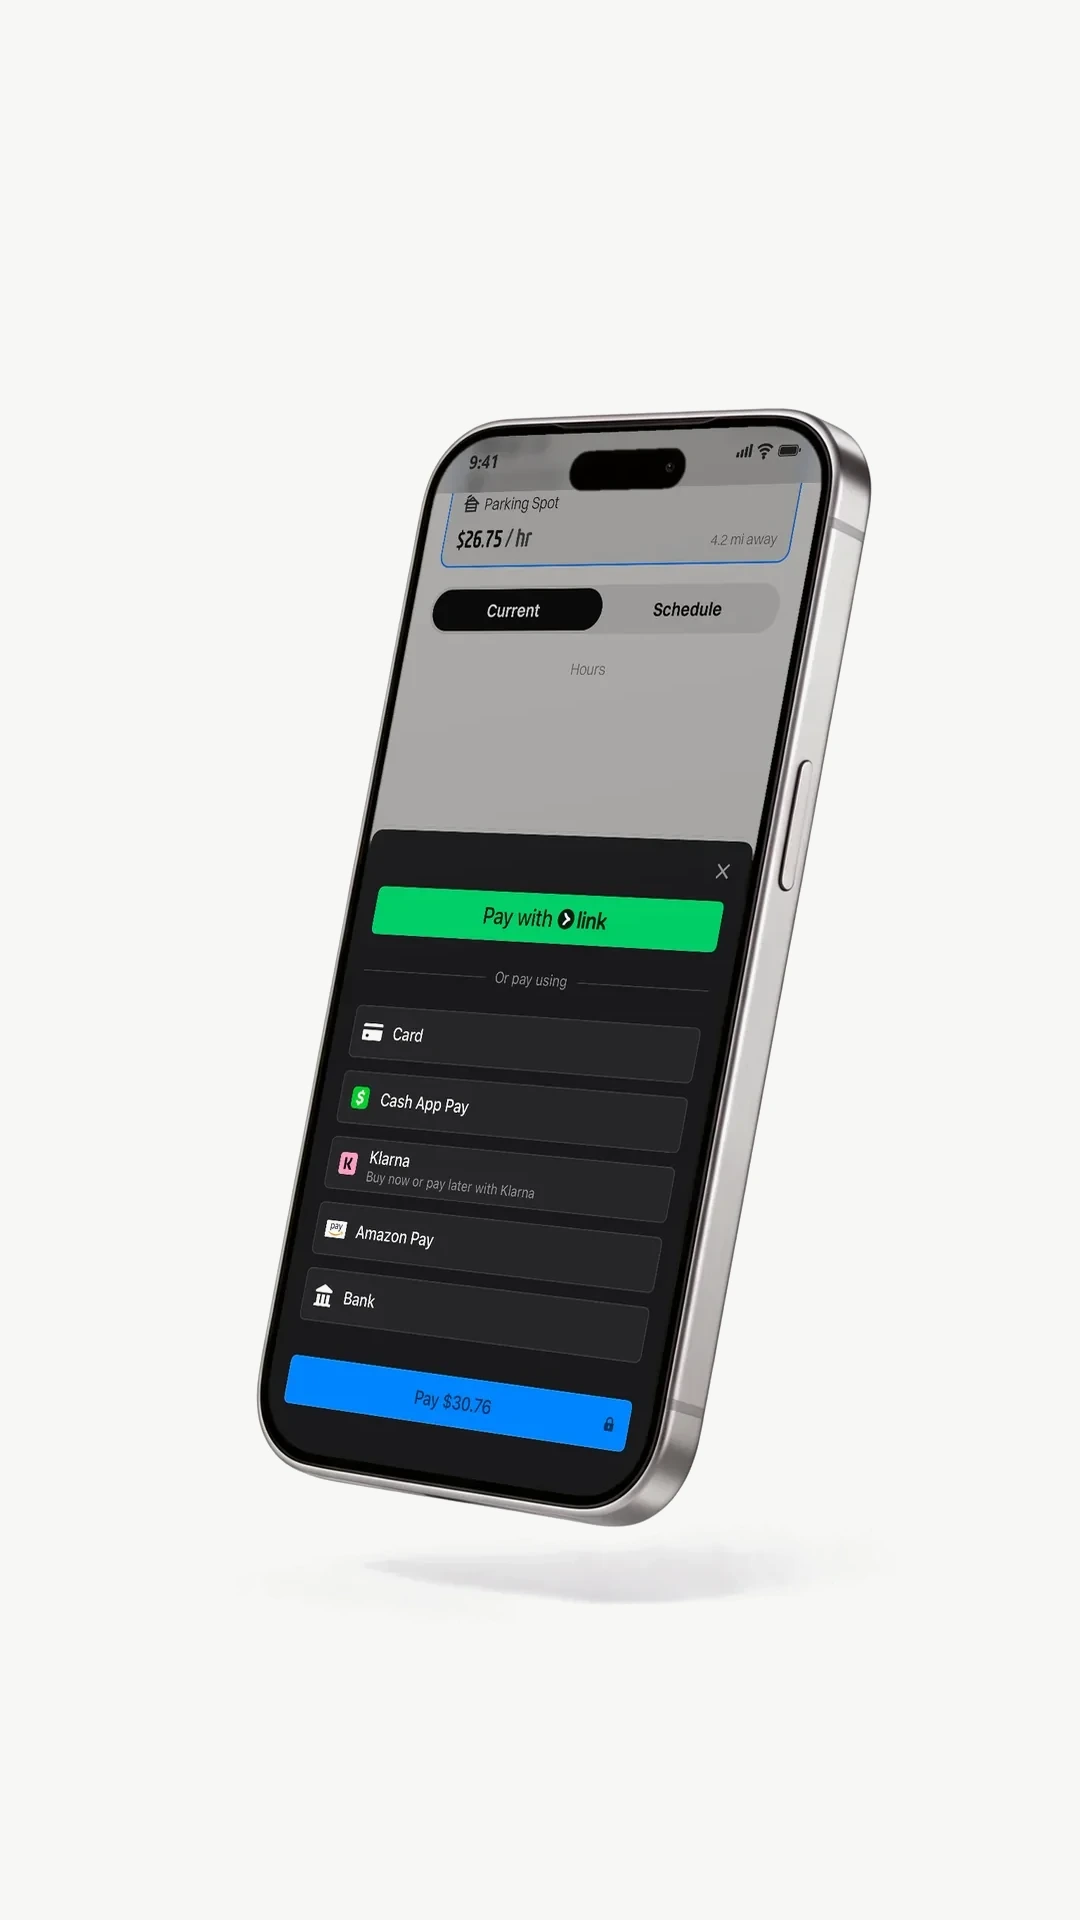 9:41
Parking Spot
$26.75 / hr
4.2 mi away
Current
Schedule
Hours
Pay with link
Or pay using
Card
Cash App Pay
Klarna
Buy now or pay later with Klarna
pay
Amazon Pay
Bank
Pay $30.76